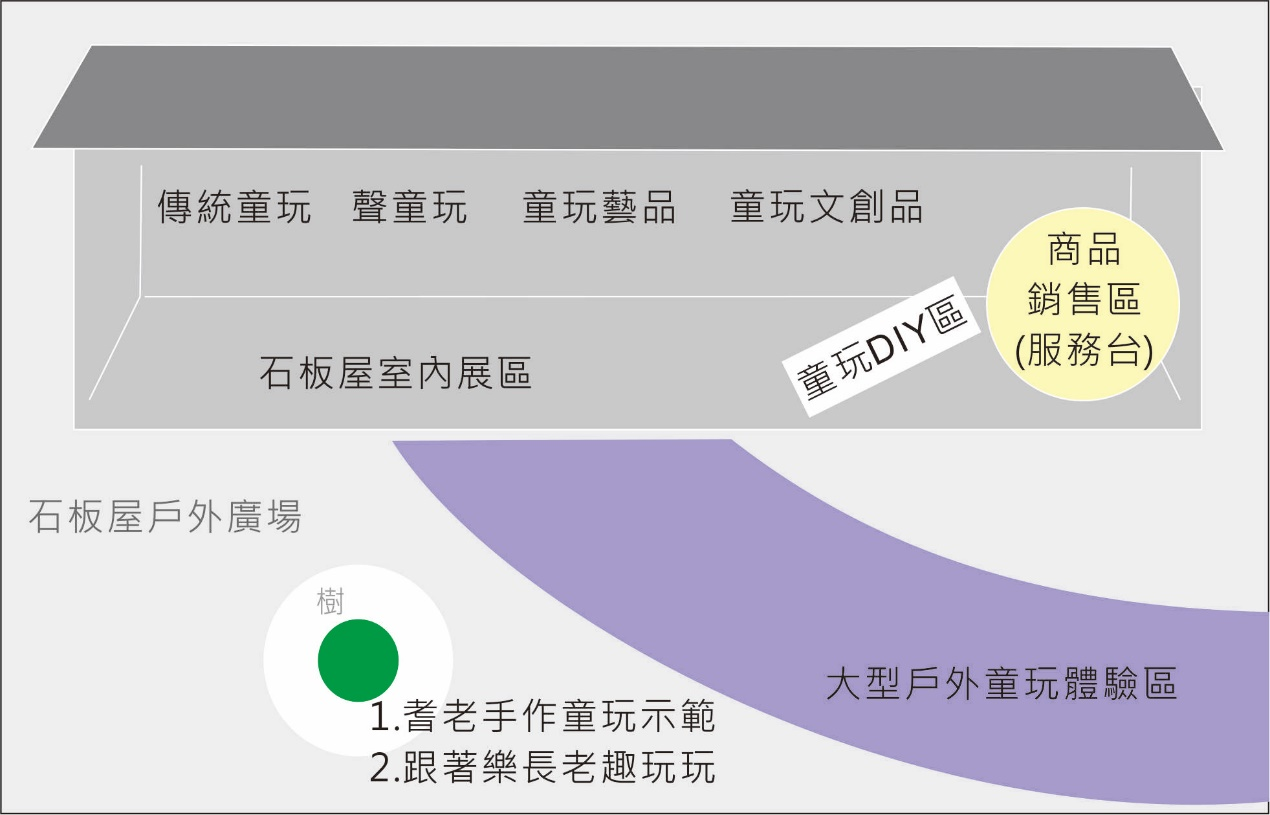 傳統童玩
聲童玩
童玩藝品
童玩文創品
商品
銷售區
(服務台)
童玩DIY區
石板屋室內展區
石板屋戶外廣場
樹
大型戶外童玩體驗區
1.耆老手作童玩示範
2.跟著樂長老趣玩玩